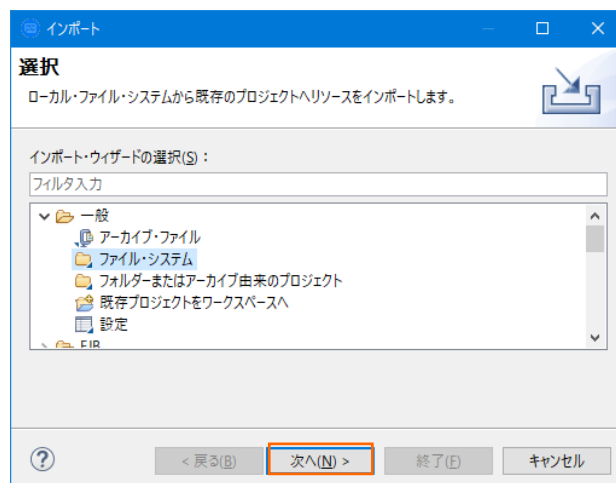 インポート
選択
ローカル・ファイル・システムから既存のプロジェクトへリソースをインポートします。
インポート・ウィザードの選択(S)：
フィルタ入力
一般
アーカイブ・ファイル
ファイル・システム
フォルダーまたはアーカイブ由来のプロジェクト
既存プロジェクトをワークスペースへ
設定
EJB
< 戻る(B)
次へ(N) >
終了(F)
キャンセル